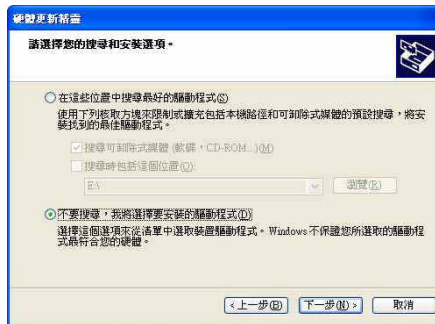 硬體更新精靈
請選擇您的搜尋和安裝選項。
在這些位置中搜尋最好的驅動程式(S)
使用下列核取方塊來限制或擴充包括本機路徑和可卸除式媒體的預設搜尋，將安
裝找到的最佳驅動程式。
搜尋可卸除式媒體 (軟碟，CD-ROM...)(M)
搜尋時包括這個位置(O):
E:\
瀏覽(R)
不要搜尋，我將選擇要安裝的驅動程式(D)
選擇這個選項來從清單中選取裝置驅動程式。Windows 不保證您所選取的驅動程
式最符合您的硬體。
<上一步(B) 下一步(N)> 取消